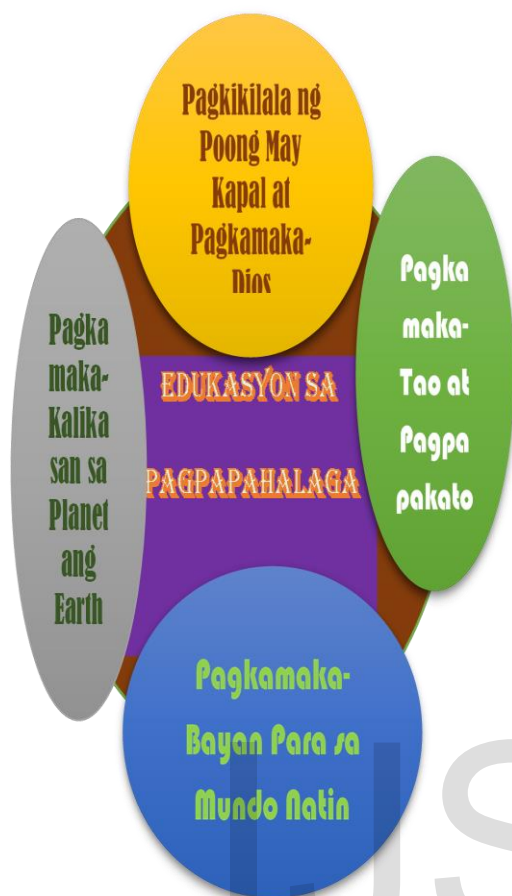 Pagkikilala ng
Poong May
Kapal at
Pagkamaka-
Dios
Pagka
maka-
Tao at
Pagpa
pakato
Pagka
maka-
Kalika
san sa
Planet
ang
Earth
EDUKASYON SA
PAGPAPAHALAGA
Pagkamaka-
Bayan Para sa
Mundo Natin